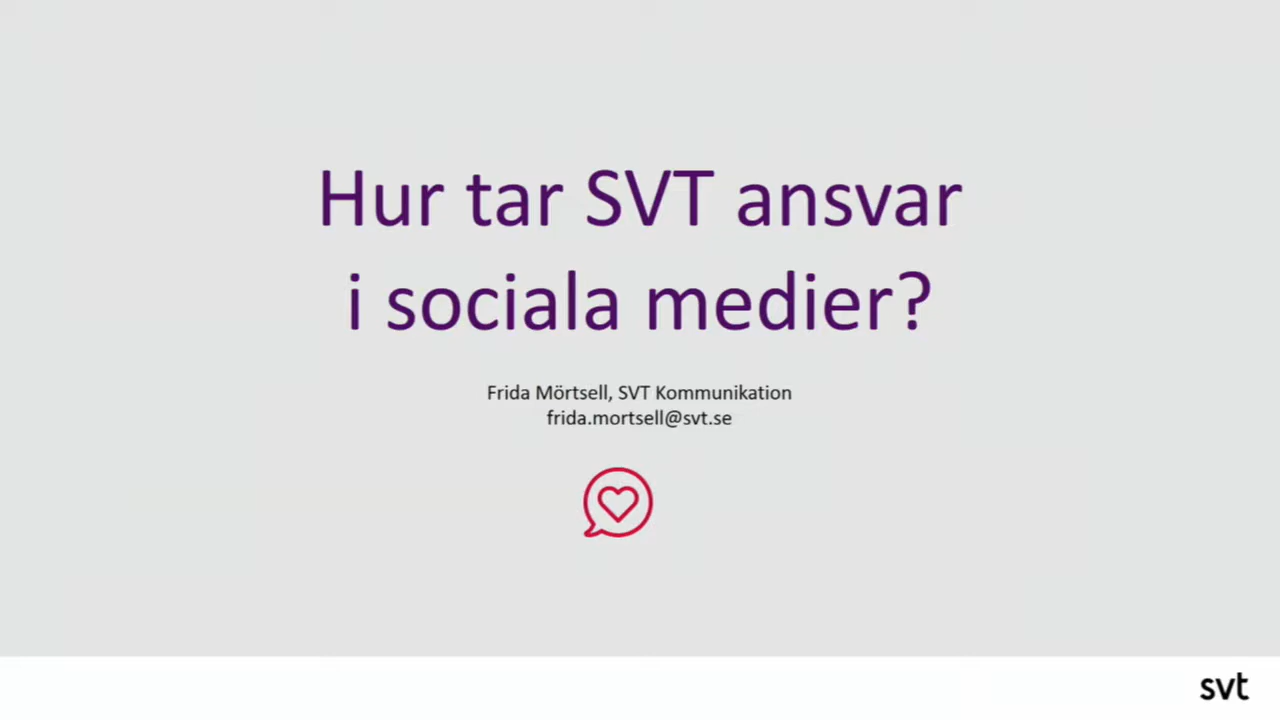 Hur tar SVT ansvar
i sociala medier?
Frida Mörtsell, SVT Kommunikation
frida.mortsell@svt.se
svt